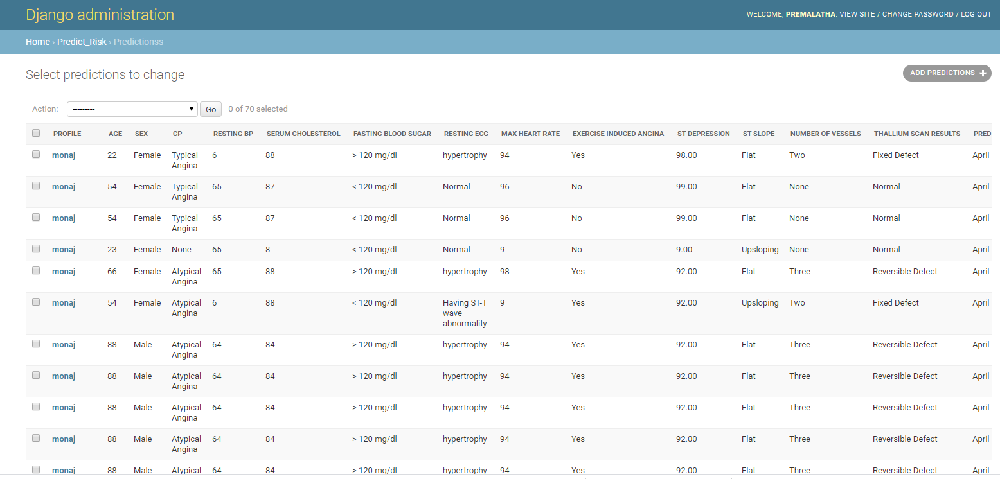 Django administration
WELCOME, PREMALATHA. VIEW SITE / CHANGE PASSWORD / LOG OUT
Home › Predict_Risk › Predictionss
Select predictions to change
ADD PREDICTIONS +
Action: --------- Go 0 of 70 selected
PROFILE AGE SEX CP RESTING BP SERUM CHOLESTEROL FASTING BLOOD SUGAR RESTING ECG MAX HEART RATE EXERCISE INDUCED ANGINA ST DEPRESSION ST SLOPE NUMBER OF VESSELS THALLIUM SCAN RESULTS PRED
monaj 22 Female Typical 6 88 > 120 mg/dl hypertrophy 94 Yes 98.00 Flat Two Fixed Defect April
Angina
monaj 54 Female Typical 65 87 < 120 mg/dl Normal 96 No 99.00 Flat None Normal April
Angina
monaj 54 Female Typical 65 87 < 120 mg/dl Normal 96 No 99.00 Flat None Normal April
Angina
monaj 23 Female None 65 8 < 120 mg/dl Normal 9 No 9.00 Upsloping None Normal April
monaj 66 Female Atypical 65 88 > 120 mg/dl hypertrophy 98 Yes 92.00 Flat Three Reversible Defect April
Angina
monaj 54 Female Atypical 6 88 < 120 mg/dl Having ST-T 9 Yes 92.00 Upsloping Two Fixed Defect April
Angina wave
abnormality
monaj 88 Male Atypical 64 84 > 120 mg/dl hypertrophy 94 Yes 92.00 Flat Three Reversible Defect April
Angina
monaj 88 Male Atypical 64 84 > 120 mg/dl hypertrophy 94 Yes 92.00 Flat Three Reversible Defect April
Angina
monaj 88 Male Atypical 64 84 > 120 mg/dl hypertrophy 94 Yes 92.00 Flat Three Reversible Defect April
Angina
monaj 88 Male Atypical 64 84 > 120 mg/dl hypertrophy 94 Yes 92.00 Flat Three Reversible Defect April
Angina
monaj 88 Male Atypical 64 84 > 120 mg/dl hypertrophy 94 Yes 92.00 Flat Three Reversible Defect April